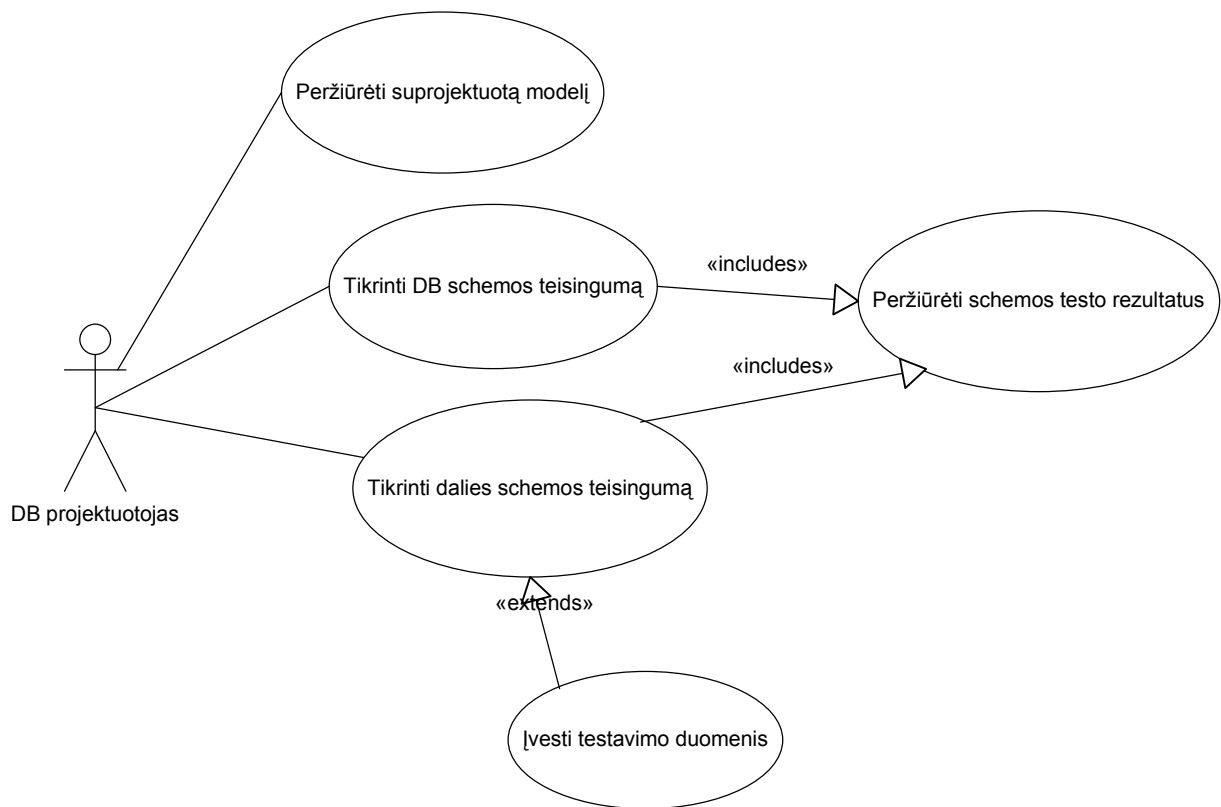 Peržiūrėti suprojektuotą modelį
Tikrinti DB schemos teisingumą
«includes»
Peržiūrėti schemos testo rezultatus
«includes»
Tikrinti dalies schemos teisingumą
DB projektuotojas
«extends»
Įvesti testavimo duomenis